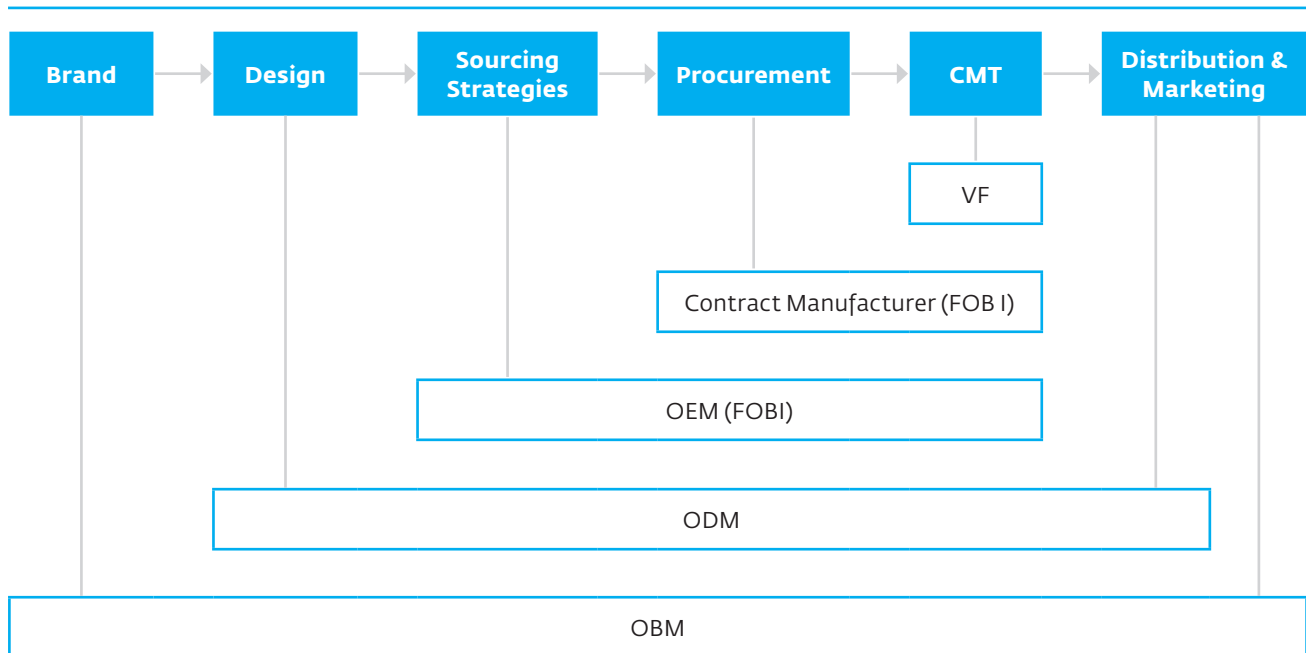 Brand
Design
Sourcing
Strategies
Procurement
CMT
Distribution &
Marketing
VF
Contract Manufacturer (FOB I)
OEM (FOBI)
ODM
OBM